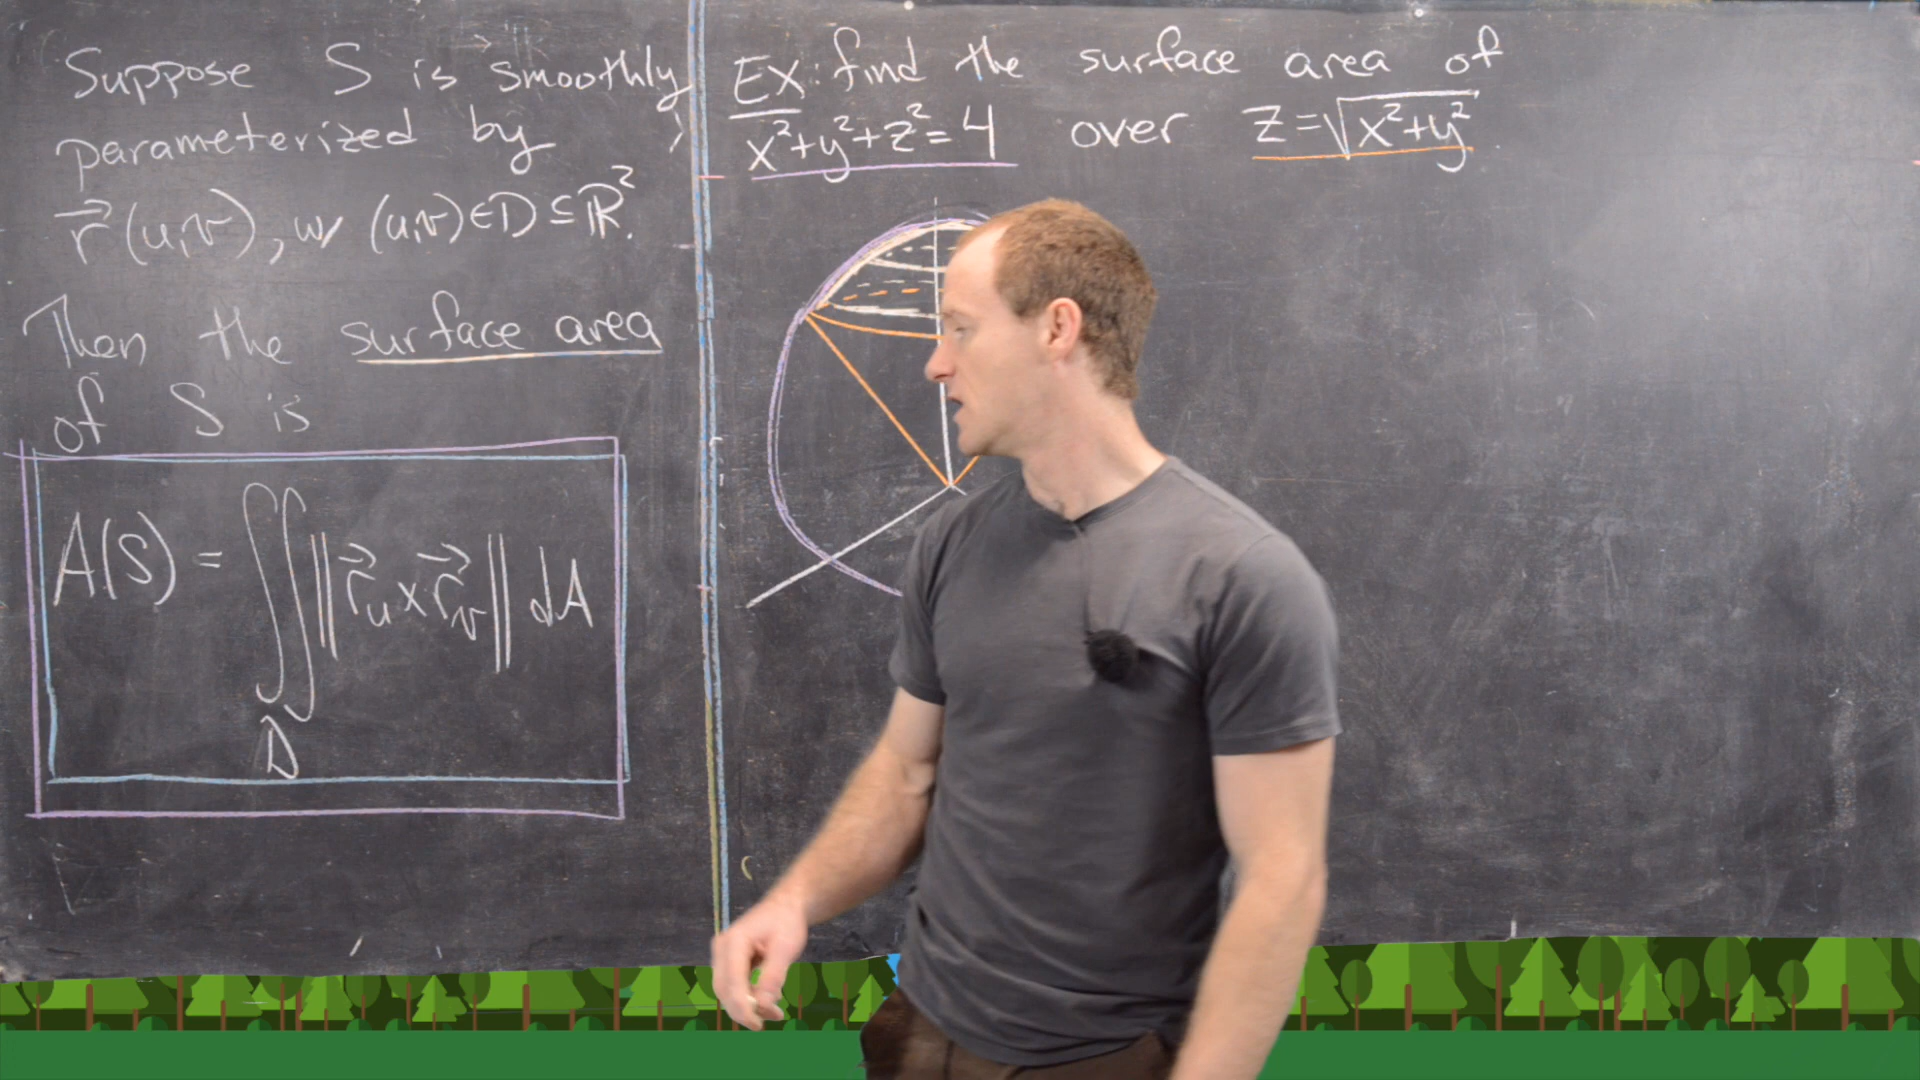 Suppose S is smoothly
parameterized by
r⃗(u,v), w/ (u,v)∈D⊆ℝ².
Then the surface area
of S is
A(S) = ∬_D ‖r⃗_u × r⃗_v‖ dA
EX: find the surface area of
x²+y²+z²=4 over z=√(x²+y²).